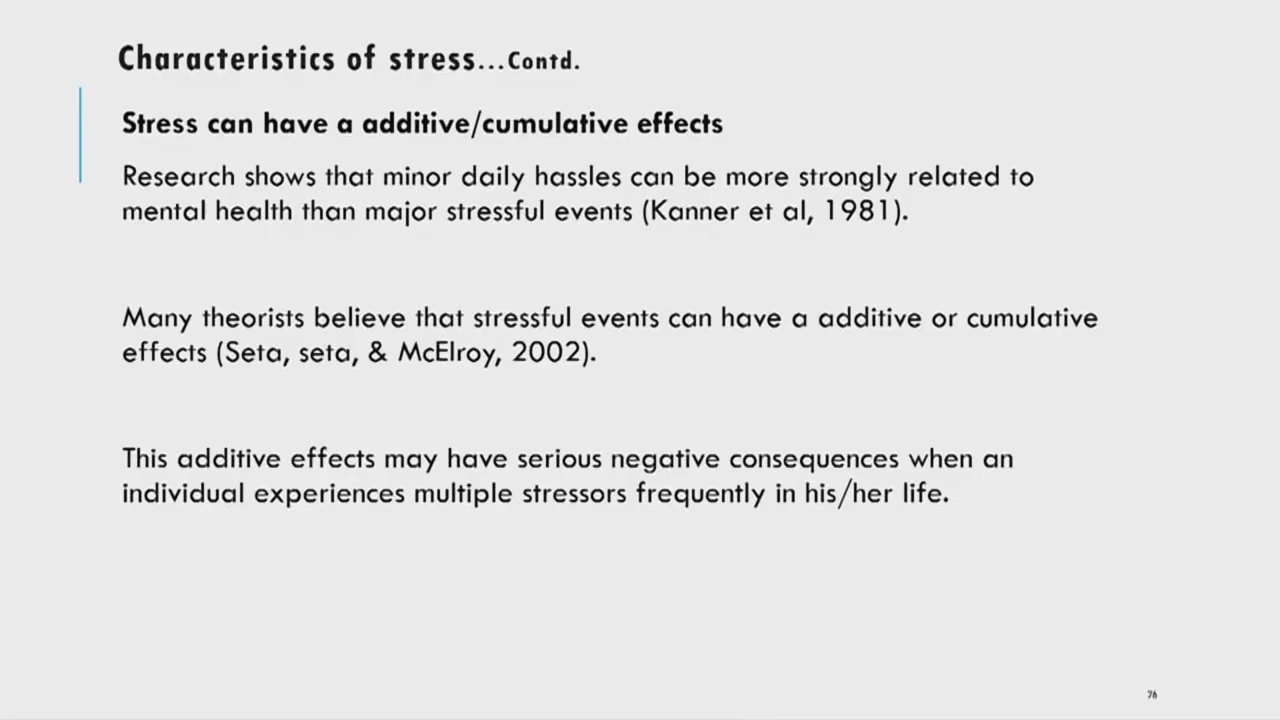 Characteristics of stress...Contd.
Stress can have a additive/cumulative effects
Research shows that minor daily hassles can be more strongly related to
mental health than major stressful events (Kanner et al, 1981).
Many theorists believe that stressful events can have a additive or cumulative
effects (Seta, seta, & McElroy, 2002).
This additive effects may have serious negative consequences when an
individual experiences multiple stressors frequently in his/her life.
76